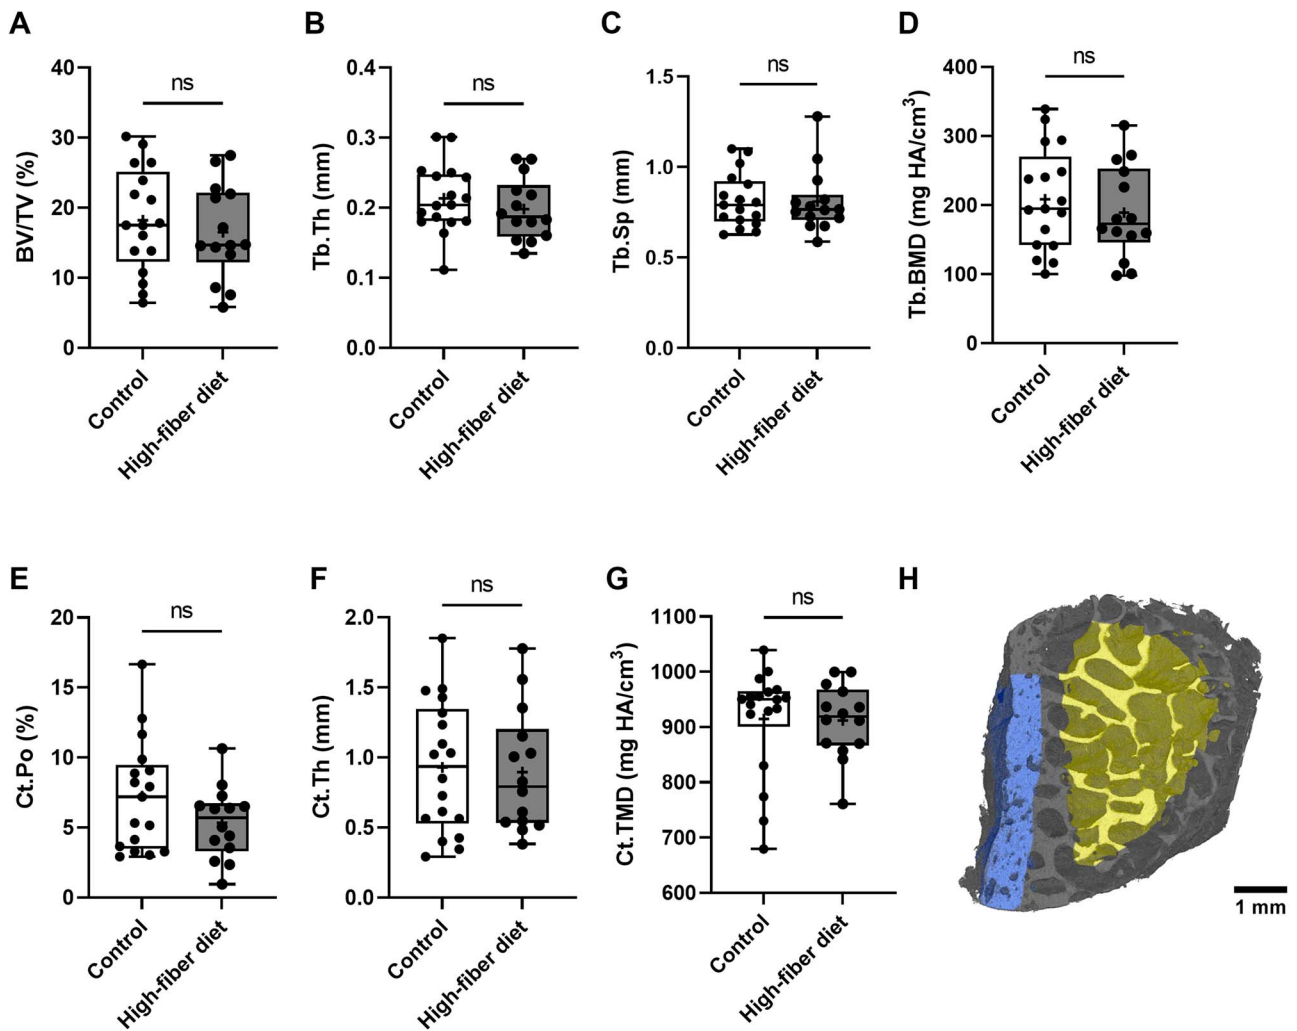 A
BV/TV (%)
40
30
20
10
0
ns
Control
High-fiber diet
B
Tb.Th (mm)
0.4
0.3
0.2
0.1
0.0
ns
Control
High-fiber diet
C
Tb.Sp (mm)
1.5
1.0
0.5
0.0
ns
Control
High-fiber diet
D
Tb.BMD (mg HA/cm³)
400
300
200
100
0
ns
Control
High-fiber diet
E
Ct.Po (%)
20
15
10
5
0
ns
Control
High-fiber diet
F
Ct.Th (mm)
2.0
1.5
1.0
0.5
0.0
ns
Control
High-fiber diet
G
Ct.TMD (mg HA/cm³)
1100
1000
900
800
700
600
ns
Control
High-fiber diet
H
1 mm